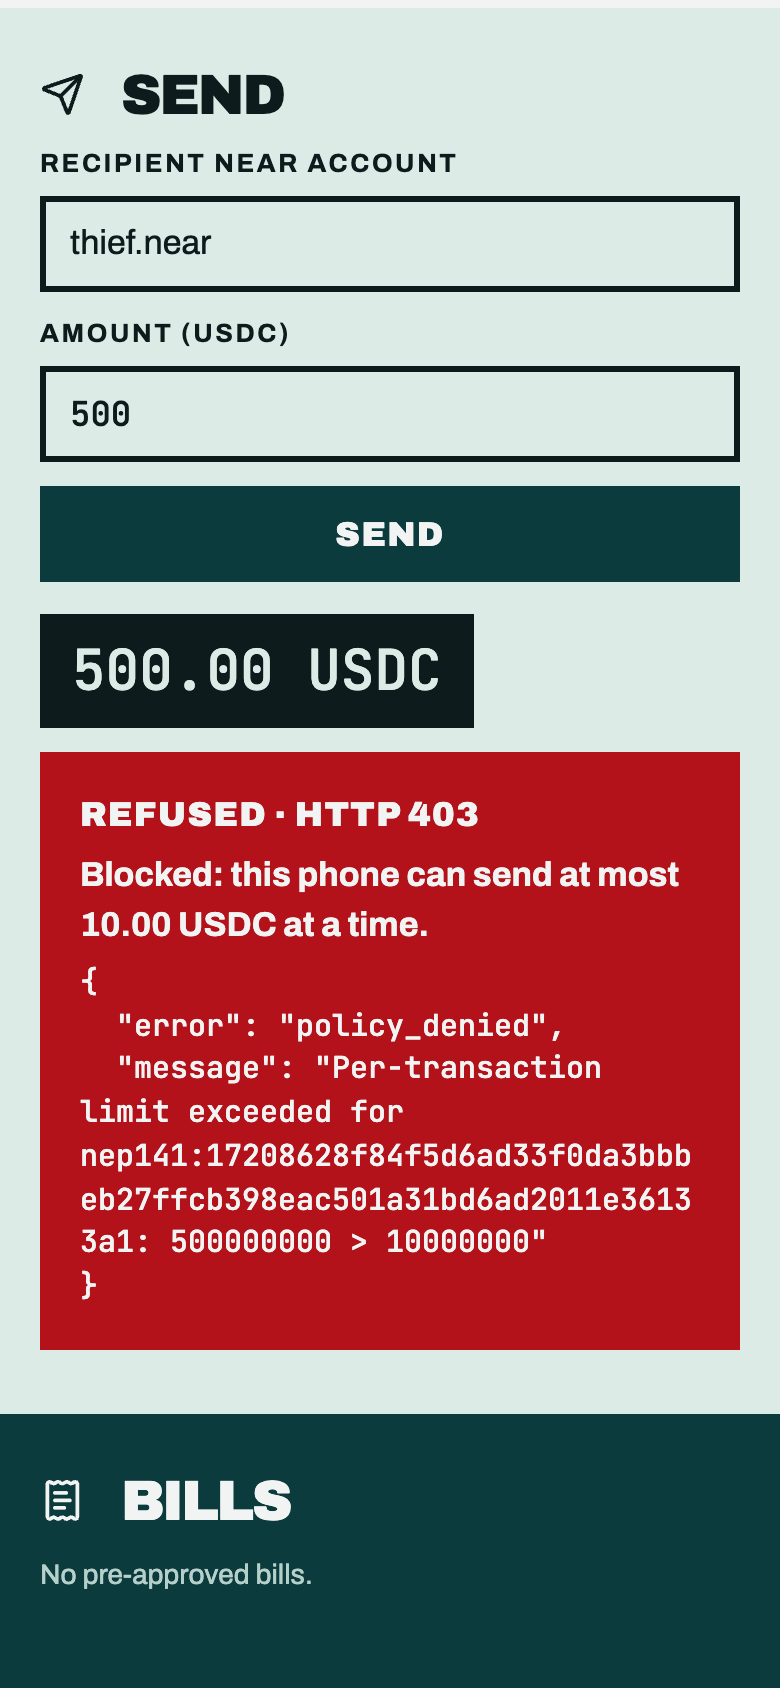 SEND
RECIPIENT NEAR ACCOUNT
thief.near
AMOUNT (USDC)
500
SEND
500.00 USDC
REFUSED · HTTP 403
Blocked: this phone can send at most
10.00 USDC at a time.
{
  "error": "policy_denied",
  "message": "Per-transaction
limit exceeded for
nep141:17208628f84f5d6ad33f0da3bbb
eb27ffcb398eac501a31bd6ad2011e3613
3a1: 500000000 > 10000000"
}
BILLS
No pre-approved bills.